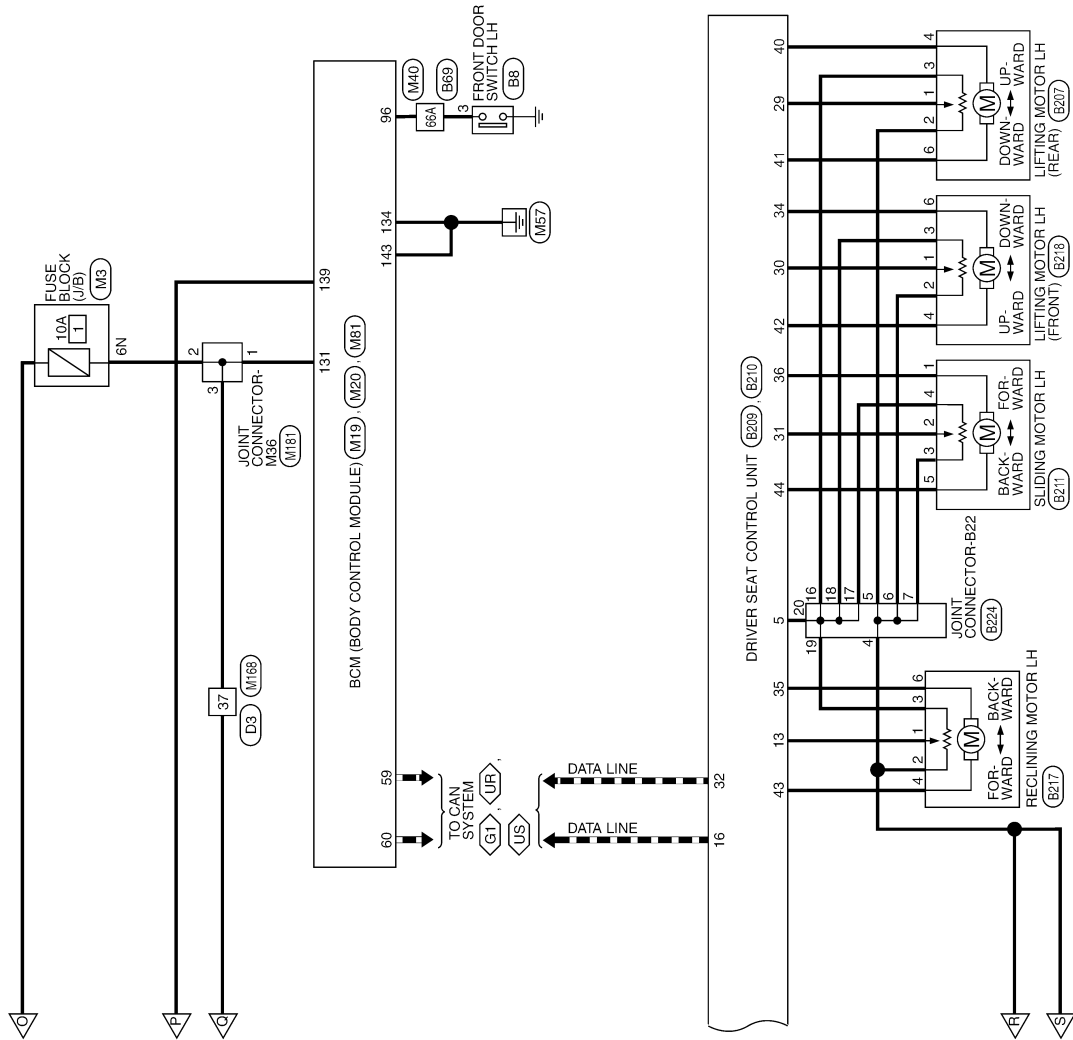 O
P
Q
R
S
FUSE
BLOCK
(J/B)
M3
10A
1
6N
2
3
1
JOINT
CONNECTOR-
M36
M181
139
131
37
M168
D3
BCM (BODY CONTROL MODULE) M19 , M20 , M81
59
60
143
134
M57
96
M40
B69
66A
3
FRONT DOOR
SWITCH LH
B8
TO CAN
SYSTEM
G1 , UR ,
US
DATA LINE
DATA LINE
32
16
DRIVER SEAT CONTROL UNIT B209 , B210
43
13
35
5
44
31
36
42
30
34
41
29
40
20
19
16
18
17
4
5
6
7
JOINT
CONNECTOR-B22
B224
4
2
1
3
6
M
FOR-
WARD
BACK-
WARD
RECLINING MOTOR LH
B217
5
3
2
4
1
M
BACK-
WARD
FOR-
WARD
SLIDING MOTOR LH
B211
4
2
1
3
6
M
UP-
WARD
DOWN-
WARD
LIFTING MOTOR LH
(FRONT)
B218
6
2
1
3
4
M
DOWN-
WARD
UP-
WARD
LIFTING MOTOR LH
(REAR)
B207